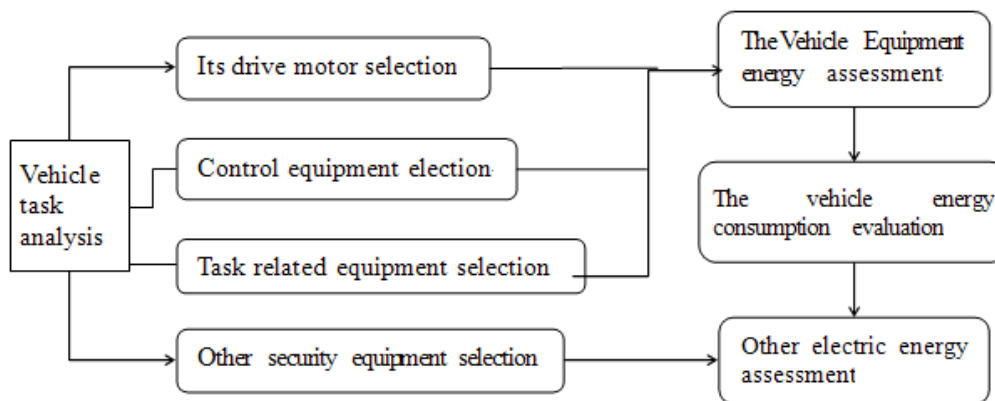 Vehicle
task
analysis
Its drive motor selection
Control equipment election
Task related equipment selection
Other security equipment selection
The Vehicle Equipment
energy assessment
The vehicle energy
consumption evaluation
Other electric energy
assessment